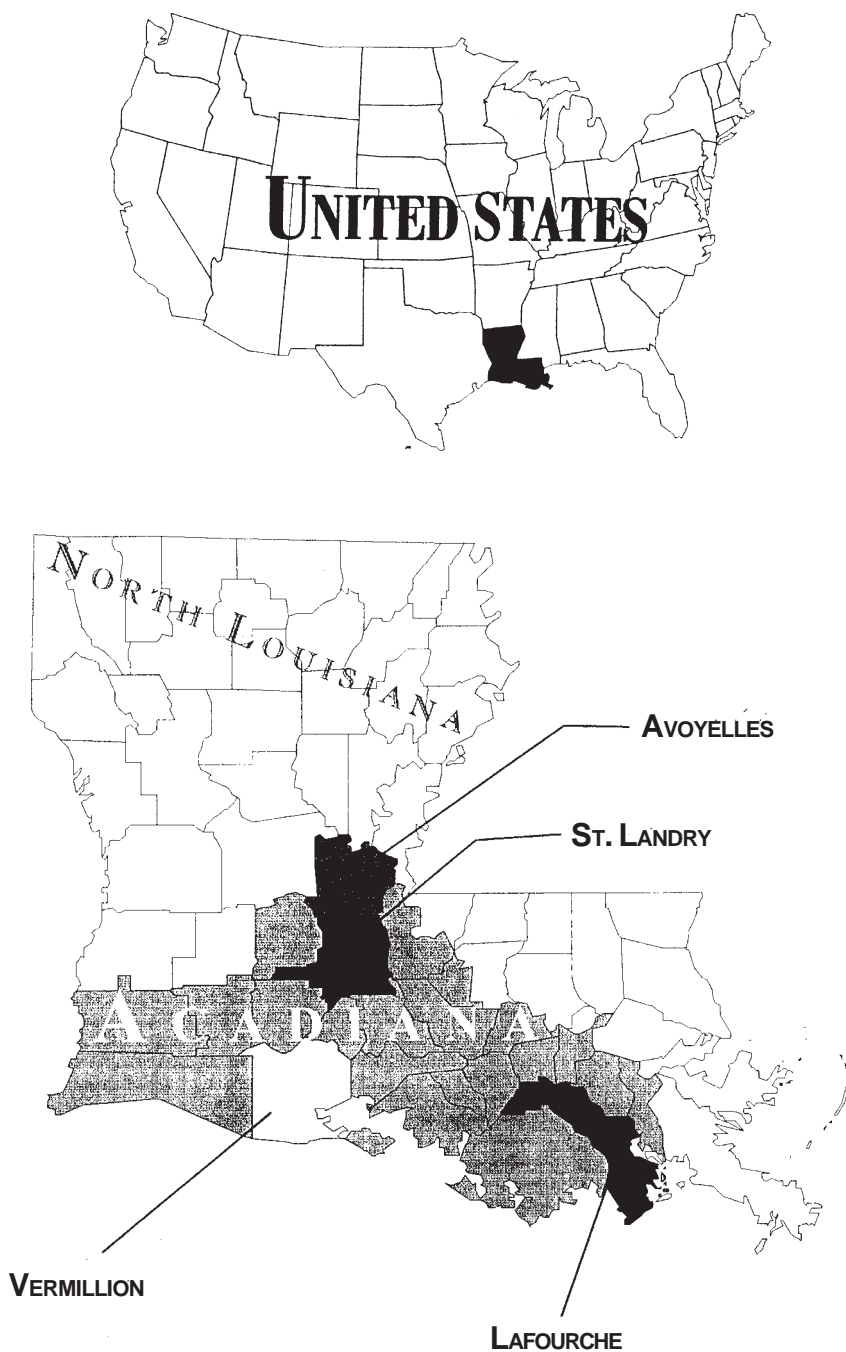 UNITED STATES
NORTH LOUISIANA
AVOYELLES
ST. LANDRY
ACADIANA
VERMILLION
LAFOURCHE